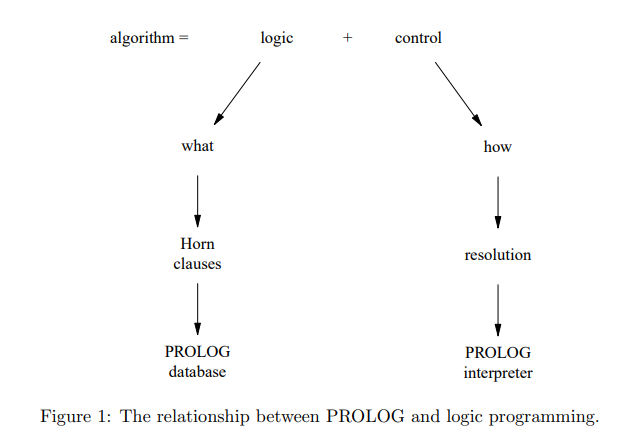 algorithm = logic + control
what how
Horn
clauses
resolution
PROLOG
database
PROLOG
interpreter
Figure 1: The relationship between PROLOG and logic programming.